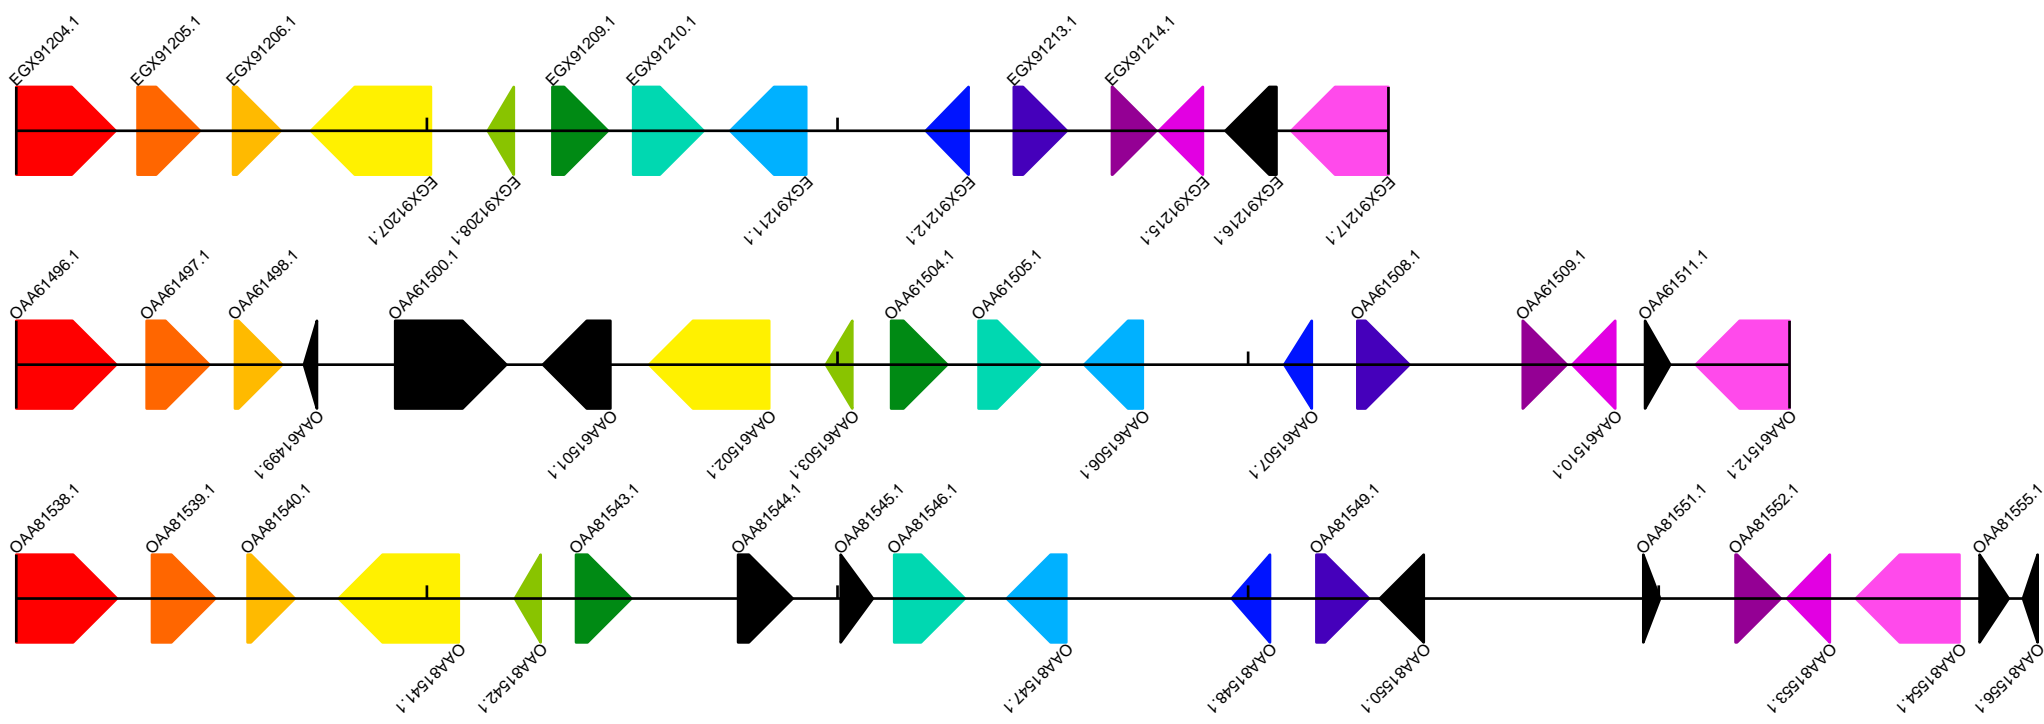 EGX91204.1 EGX91205.1 EGX91206.1 EGX91209.1 EGX91210.1 EGX91213.1 EGX91214.1
EGX91207.1 EGX91208.1 EGX91211.1 EGX91212.1 EGX91215.1 EGX91216.1 EGX91217.1
OAA61496.1 OAA61497.1 OAA61498.1 OAA61500.1 OAA61504.1 OAA61505.1 OAA61508.1 OAA61509.1 OAA61511.1
OAA61499.1 OAA61501.1 OAA61502.1 OAA61503.1 OAA61506.1 OAA61507.1 OAA61510.1 OAA61512.1
OAA81538.1 OAA81539.1 OAA81540.1 OAA81543.1 OAA81544.1 OAA81545.1 OAA81546.1 OAA81549.1 OAA81551.1 OAA81552.1 OAA81555.1
OAA81541.1 OAA81542.1 OAA81547.1 OAA81548.1 OAA81550.1 OAA81553.1 OAA81554.1 OAA81556.1